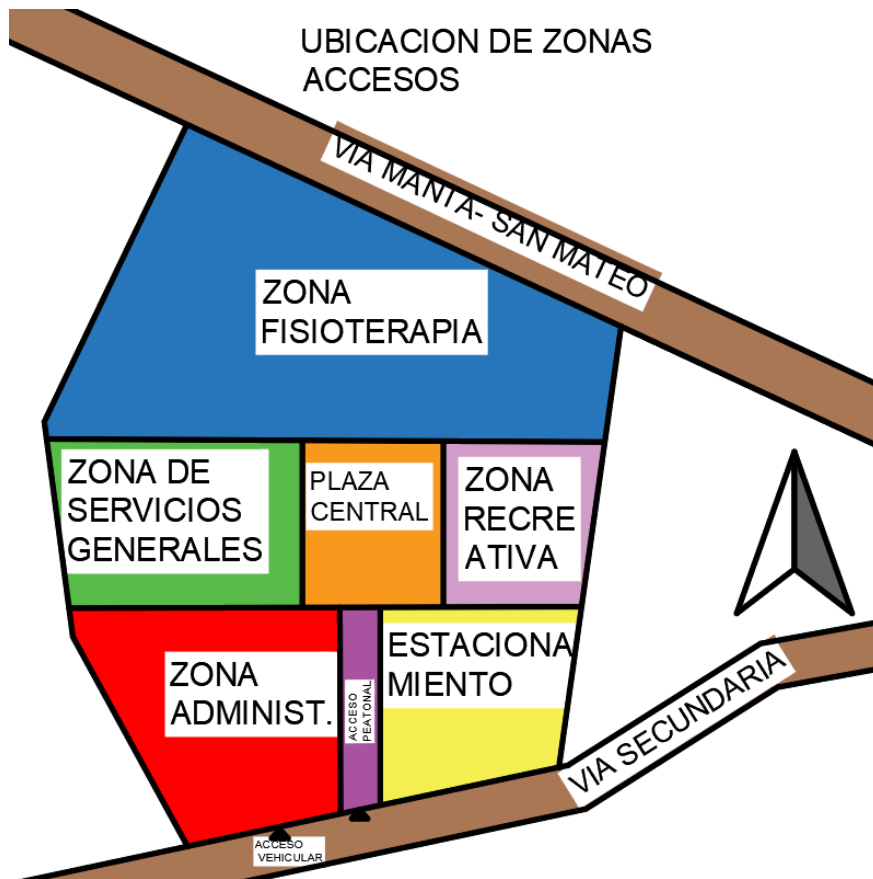 UBICACION DE ZONAS
ACCESOS
VIA MANTA- SAN MATEO
ZONA
FISIOTERAPIA
ZONA DE
SERVICIOS
GENERALES
PLAZA
CENTRAL
ZONA
RECRE
ATIVA
ZONA
ADMINIST.
ACCESO
PEATONAL
ESTACIONA
MIENTO
VIA SECUNDARIA
ACCESO
VEHICULAR